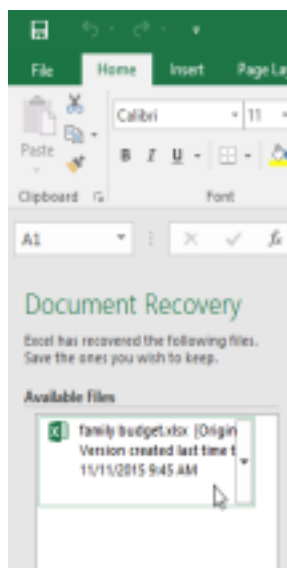 File Home Insert Page La
Calibri 11
Paste B I U
Clipboard Font
A1 fx
Document Recovery
Excel has recovered the following files.
Save the ones you wish to keep.
Available Files
family budget.xlsx [Origin
Version created last time t
11/11/2015 9:45 AM